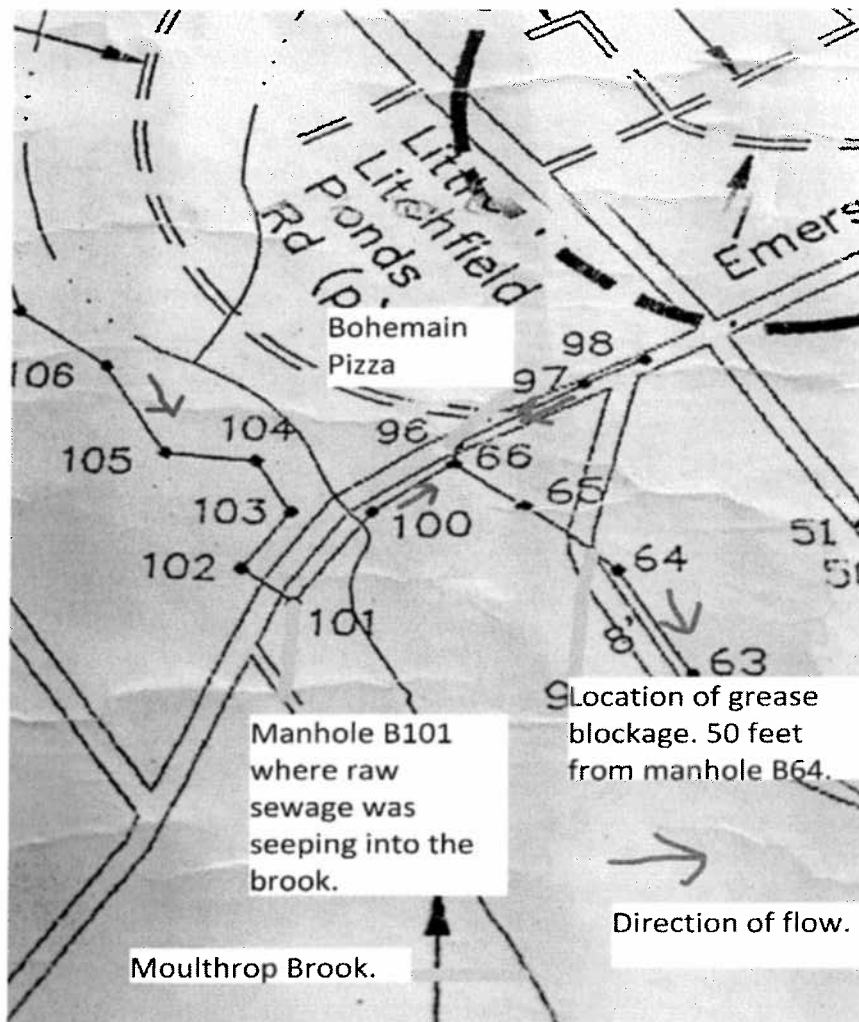 Little
Litchfield
Ponds
Rd (p.
Emers
Bohemain
Pizza
98
97
106
96
104
66
105
65
103
100
51
102
64
101
8"
63
9
Location of grease
blockage. 50 feet
from manhole B64.
Manhole B101
where raw
sewage was
seeping into the
brook.
Direction of flow.
Moulthrop Brook.